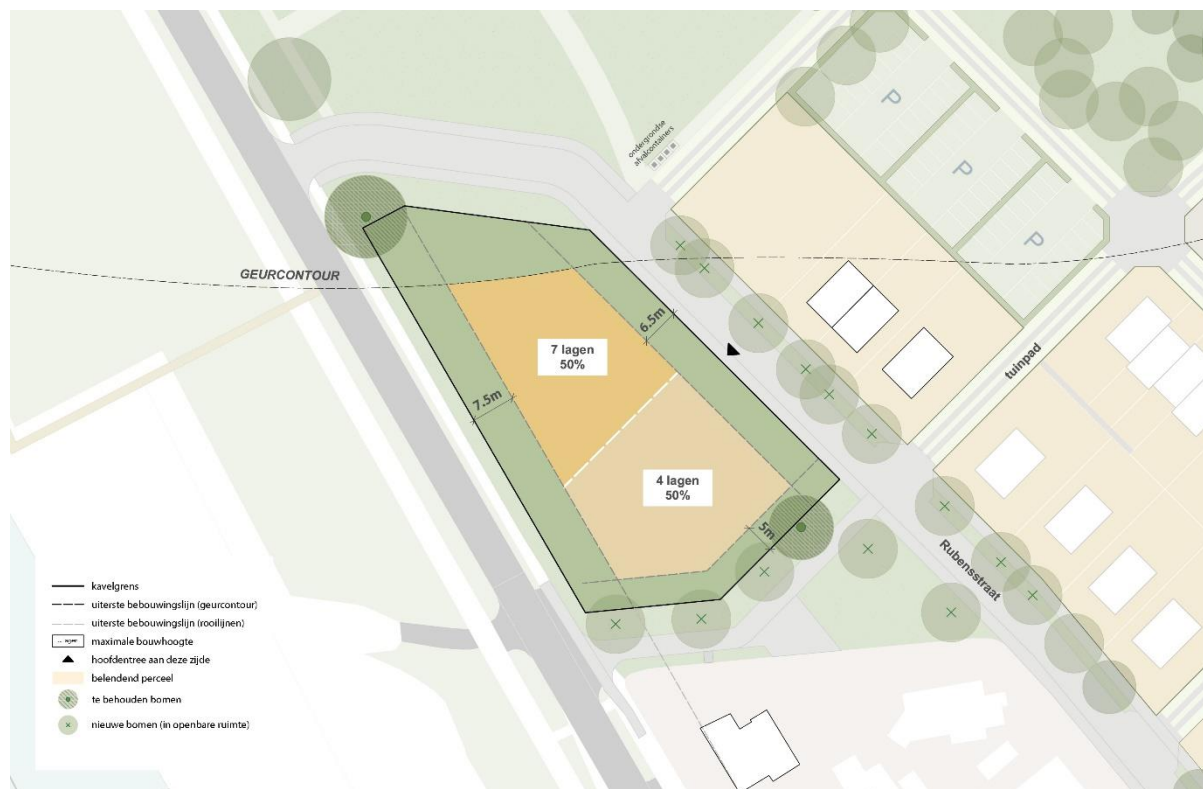 ondergrondse
afvalcontainers
P
P
P
GEURCONTOUR
6.5m
7 lagen
50%
tuinpad
7.5m
4 lagen
50%
5m
Rubensstraat
kavelgrens
uiterste bebouwingslijn (geurcontour)
uiterste bebouwingslijn (rooilijnen)
maximale bouwhoogte
hoofdentree aan deze zijde
belendend perceel
te behouden bomen
nieuwe bomen (in openbare ruimte)